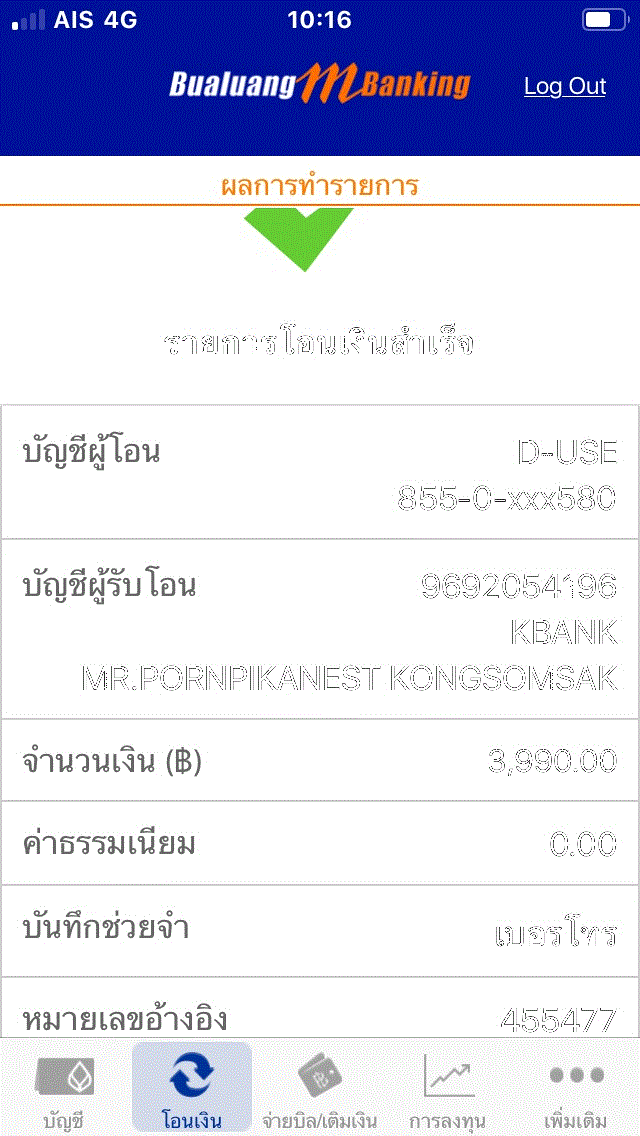 AIS 4G 10:16
Bualuang mBanking Log Out
ผลการทำรายการ
รายการโอนเงินสำเร็จ
บัญชีผู้โอน D-USE
855-0-xxx580
บัญชีผู้รับโอน 9692054196
KBANK
MR.PORNPIKANEST KONGSOMSAK
จำนวนเงิน (฿) 3,990.00
ค่าธรรมเนียม 0.00
บันทึกช่วยจำ เบอร์โทร
หมายเลขอ้างอิง 455477
บัญชี โอนเงิน จ่ายบิล/เติมเงิน การลงทุน เพิ่มเติม